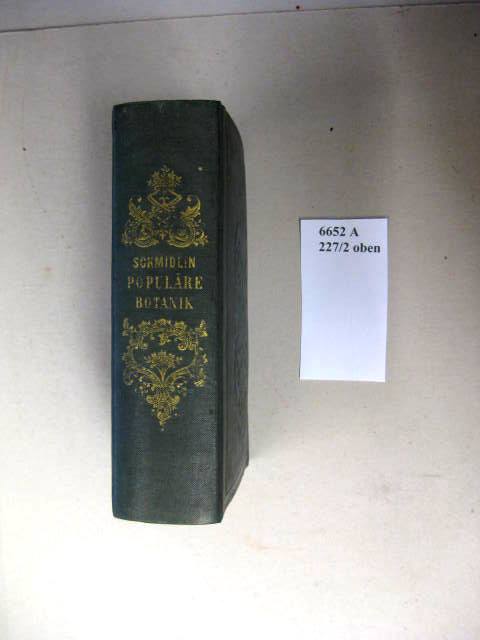 SCHMIDLIN
POPULÄRE
BOTANIK
6652 A
227/2 oben